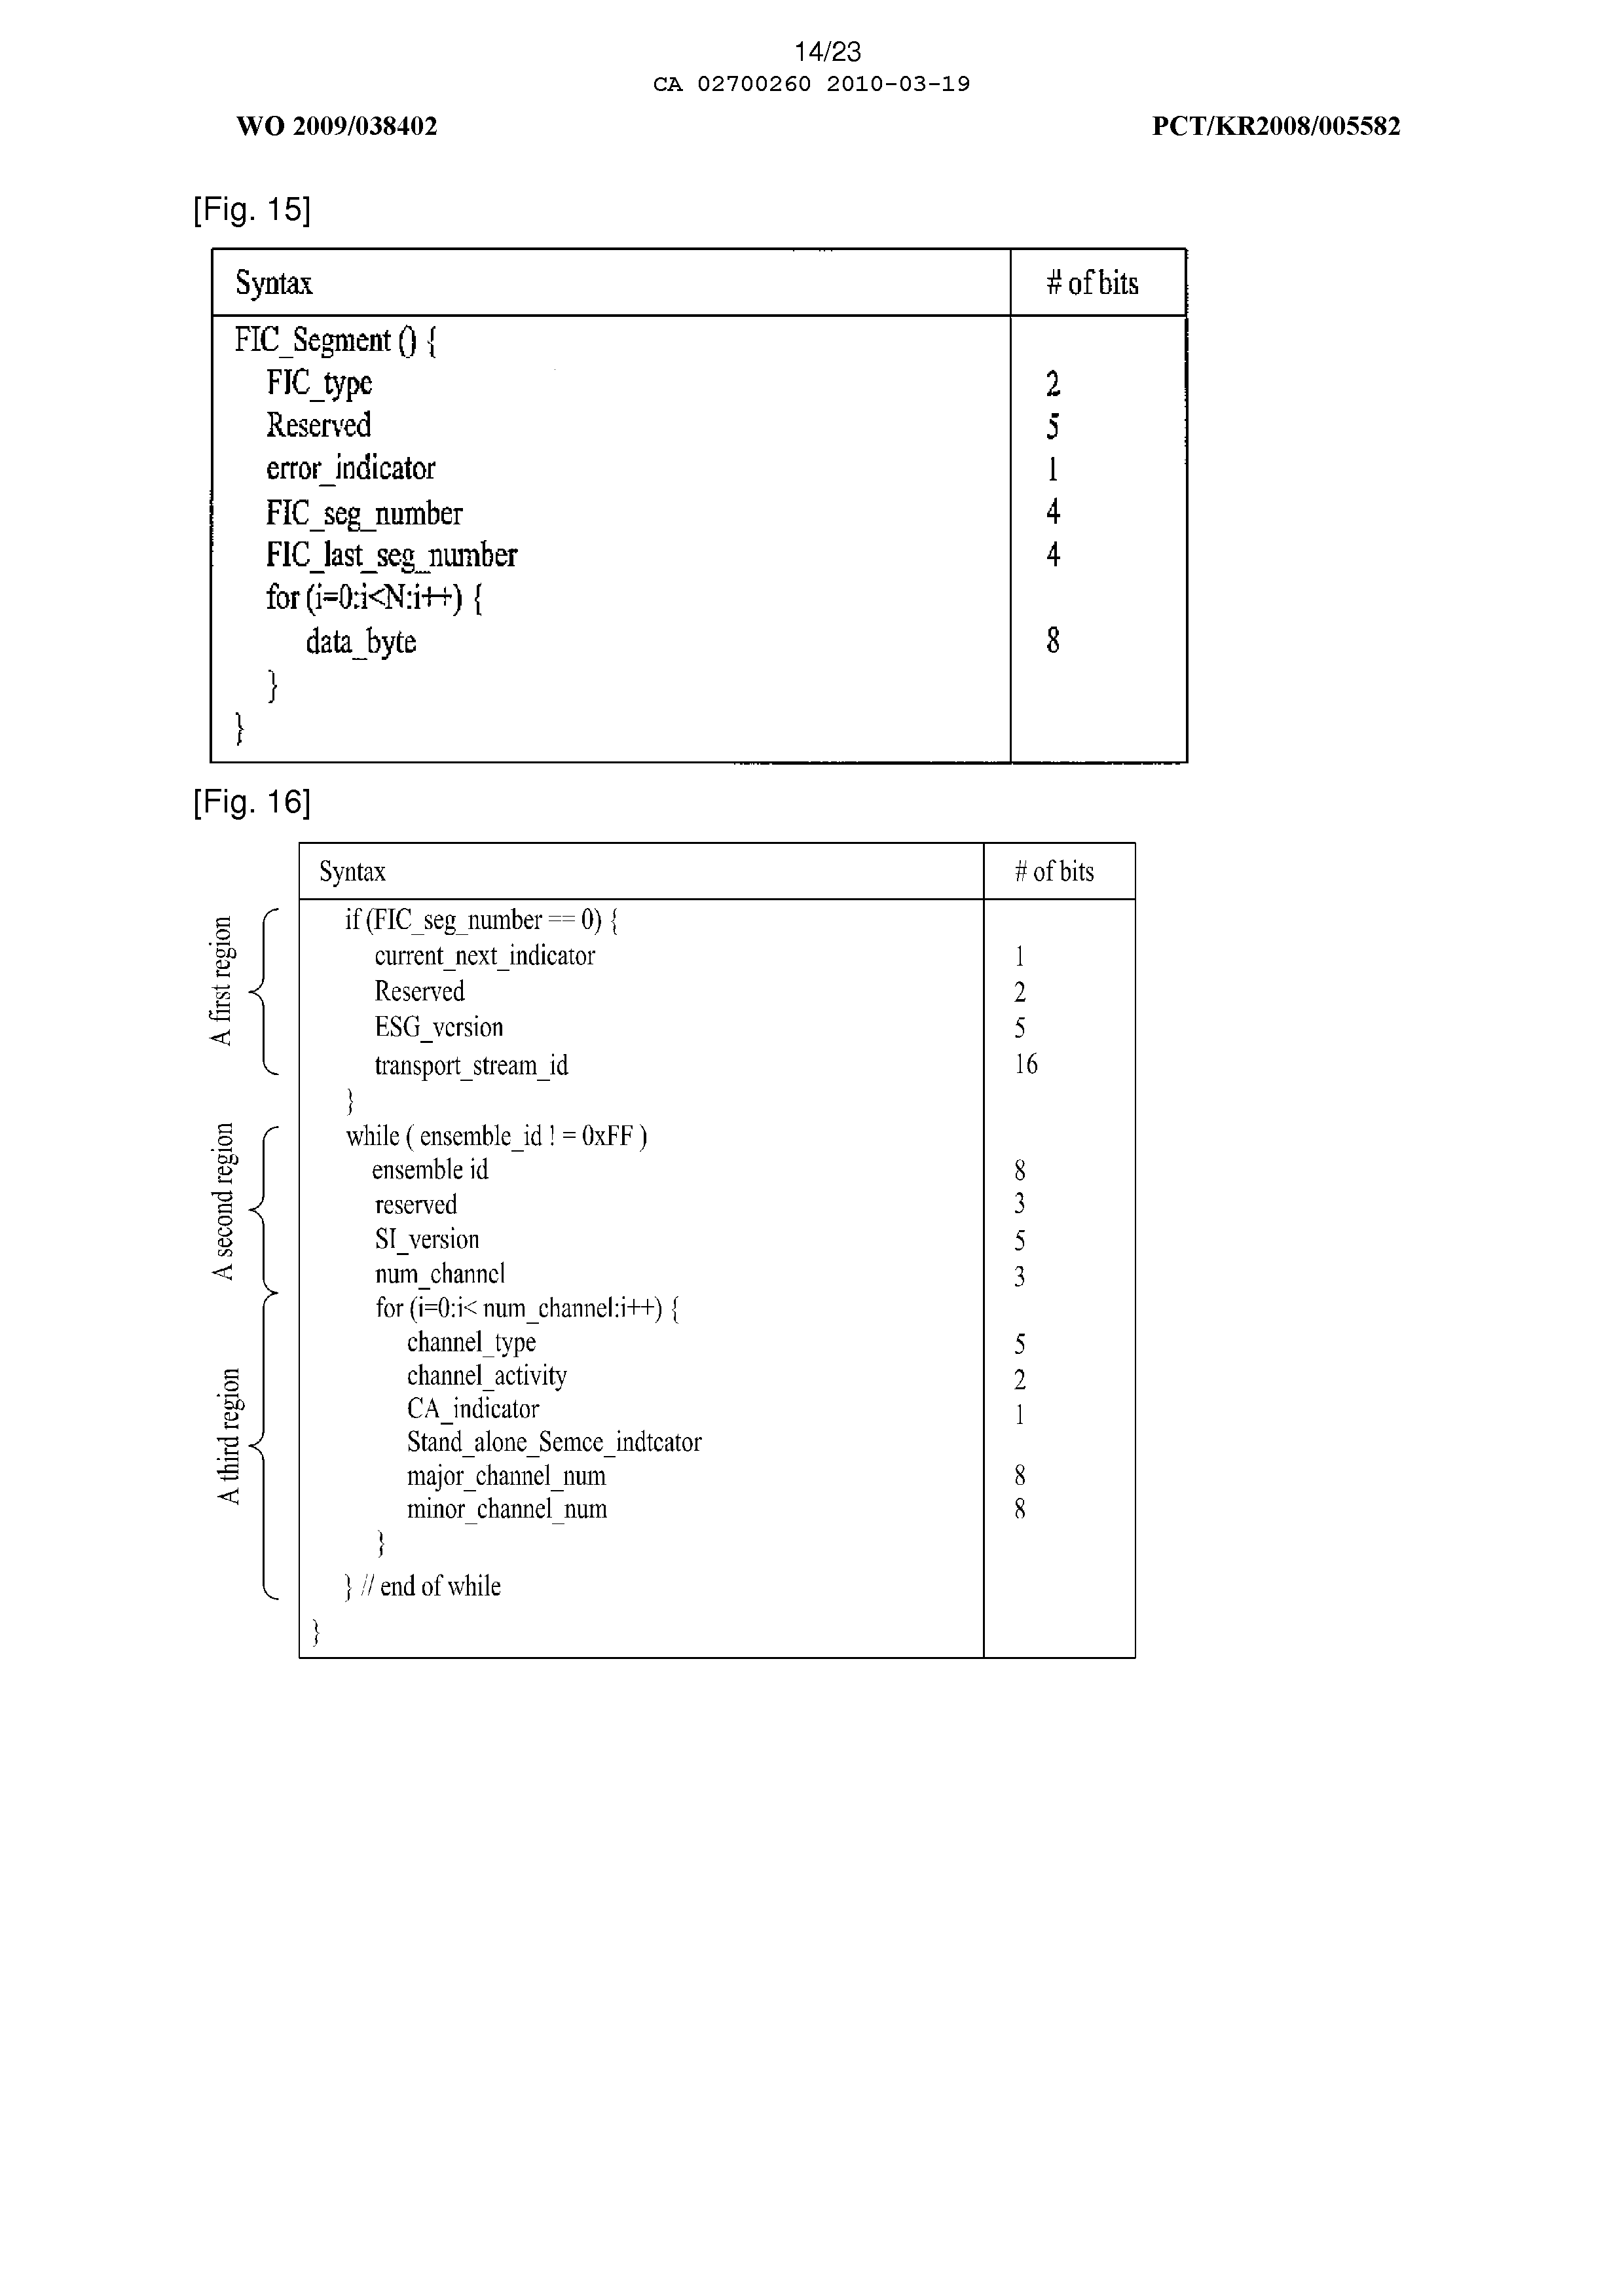 14/23
CA 02700260 2010-03-19
WO 2009/038402 PCT/KR2008/005582
[Fig. 15]
Syntax # of bits
FIC_Segment () {
FIC_type 2
Reserved 5
error_indicator 1
FIC_seg_number 4
FIC_last_seg_number 4
for (i=0:i<N:i++) {
data_byte 8
}
}
[Fig. 16]
Syntax # of bits
A first region
if (FIC_seg_number == 0) {
current_next_indicator 1
Reserved 2
ESG_version 5
transport_stream_id 16
}
A second region
while ( ensemble_id ! = 0xFF )
ensemble id 8
reserved 3
SI_version 5
num_channel 3
A third region
for (i=0:i< num_channel:i++) {
channel_type 5
channel_activity 2
CA_indicator 1
Stand_alone_Semce_indtcator
major_channel_num 8
minor_channel_num 8
}
} // end of while
}